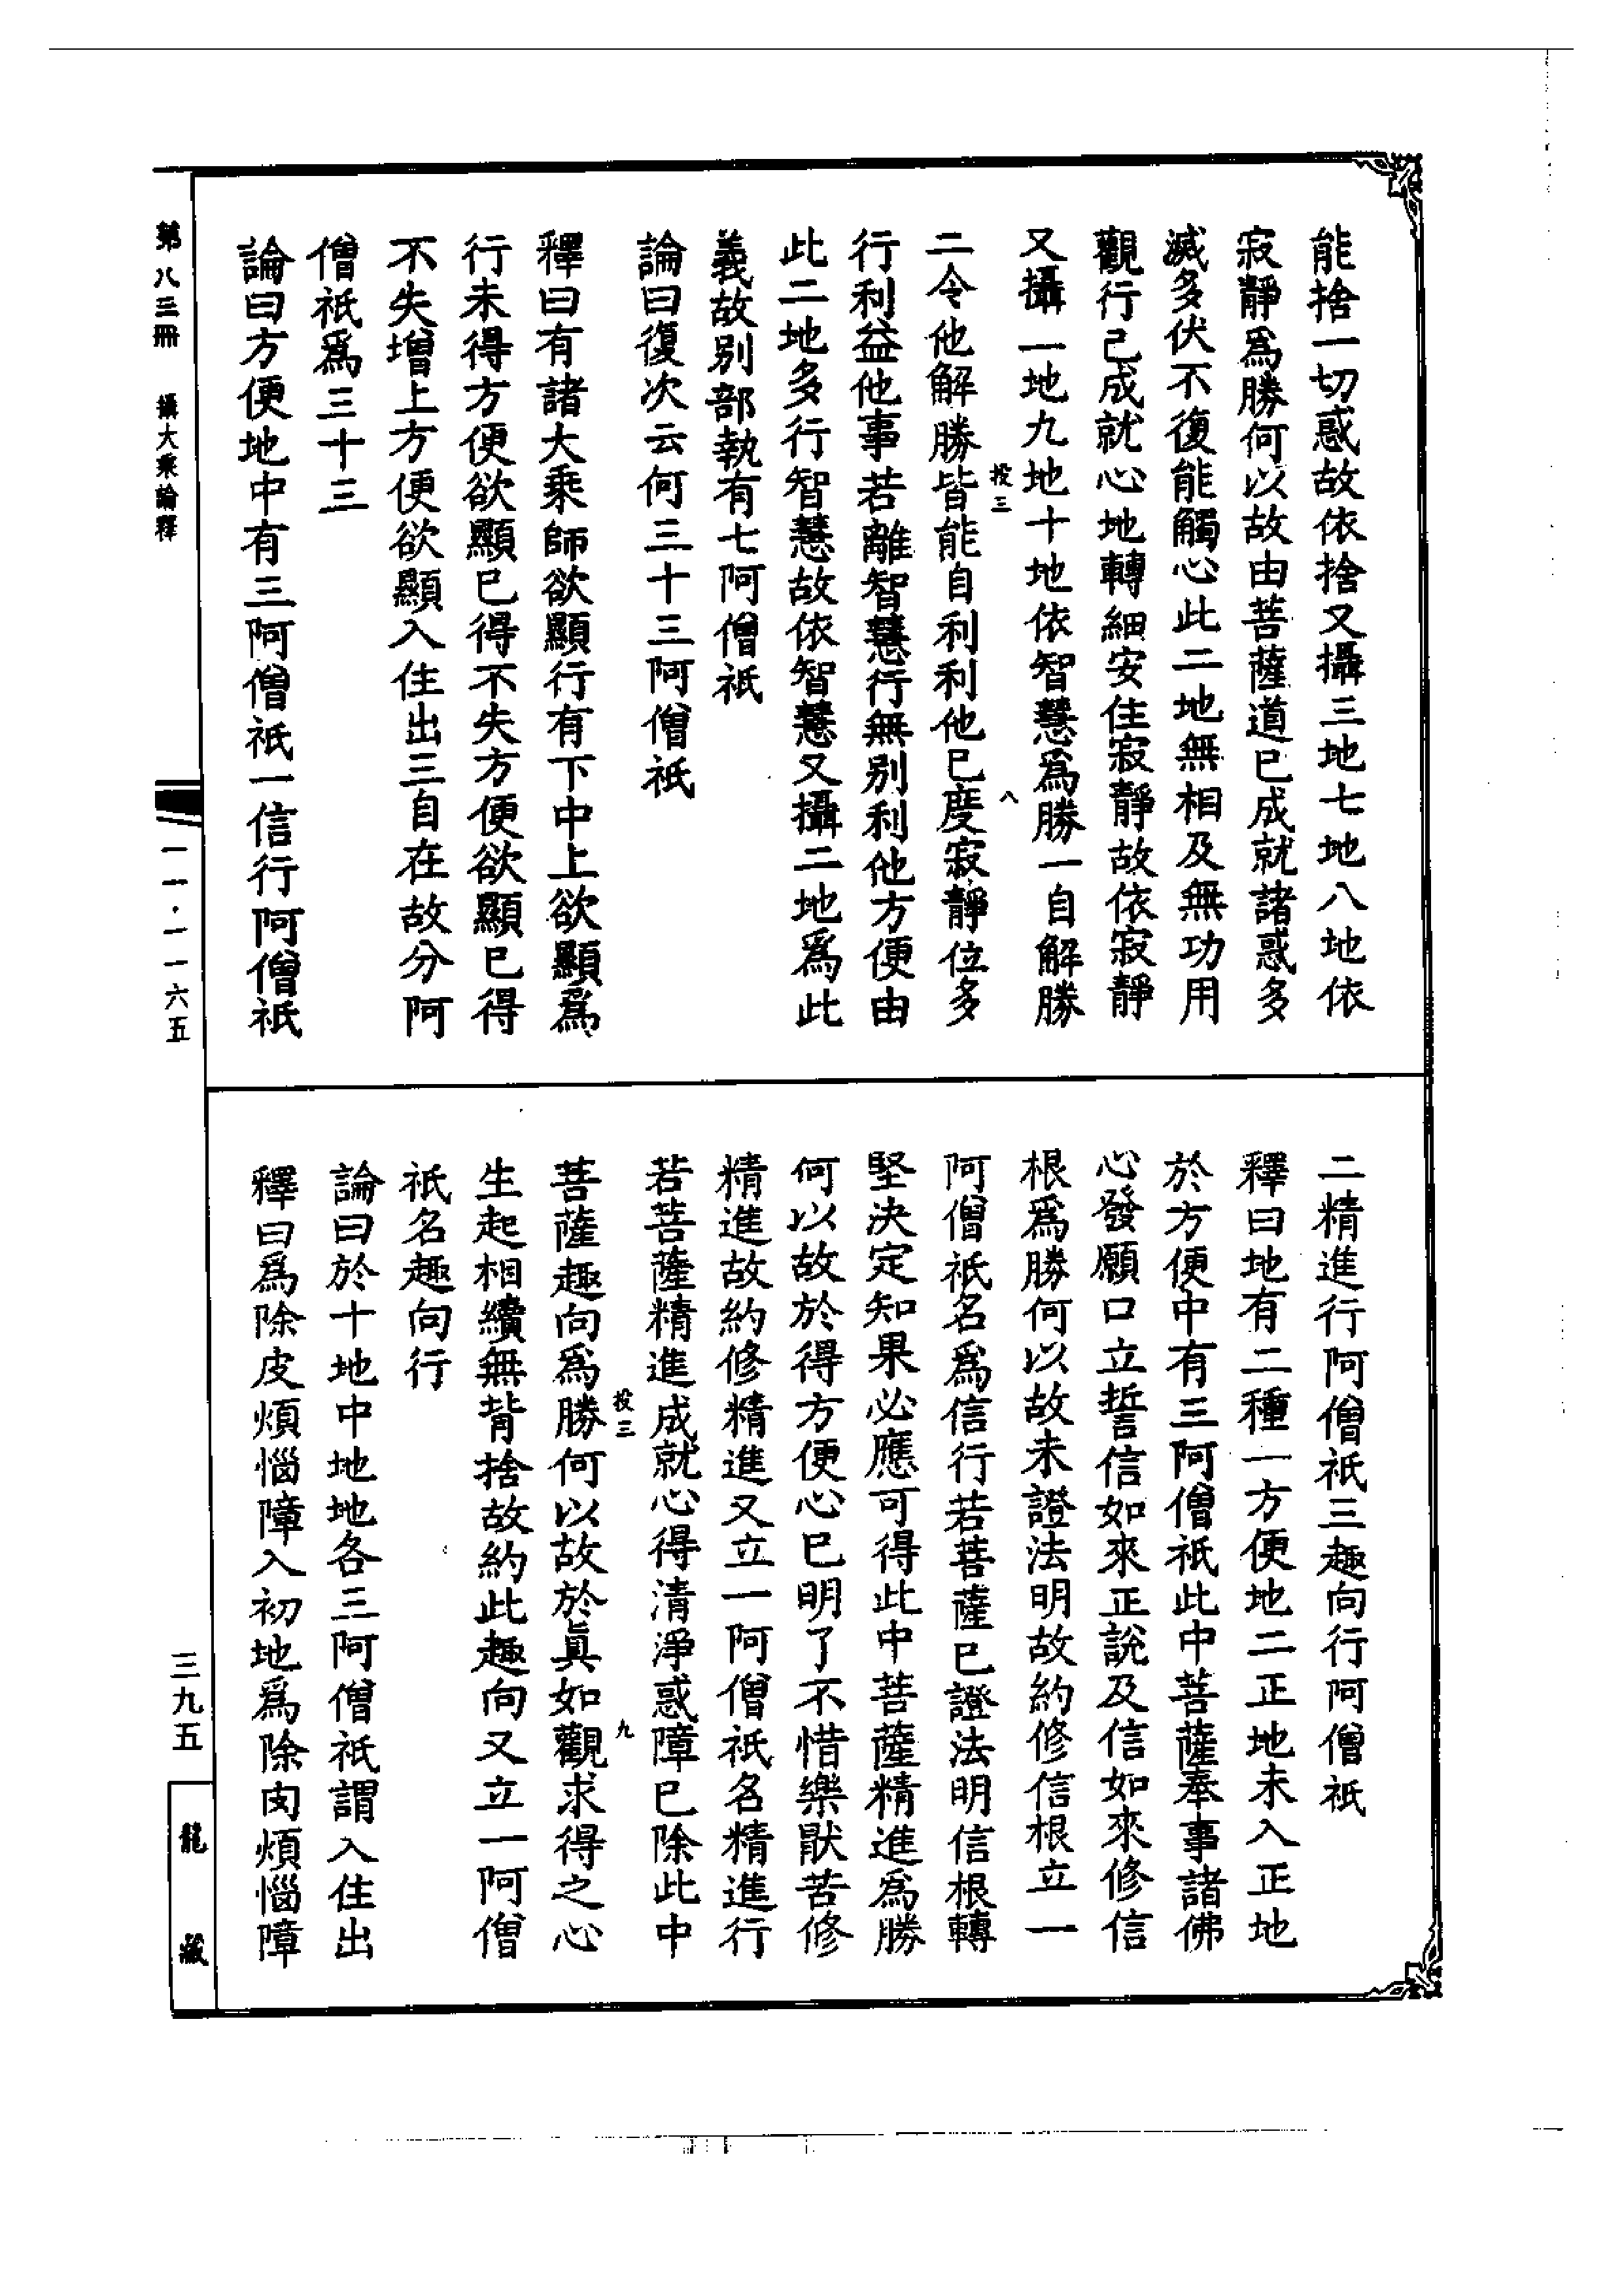 能捨一切惑故依捨又攝三地七地八地依
寂靜爲勝何以故由菩薩道已成就諸惑多
滅多伏不復能觸心此二地無相及無功用
觀行已成就心地轉細安住寂靜故依寂靜
又攝一地九地十地依智慧爲勝一自解勝
投三 八
二令他解勝皆能自利利他已度寂靜位多
行利益他事若離智慧行無別利他方便由
此二地多行智慧故依智慧又攝二地爲此
義故別部執有七阿僧祇
論曰復次云何三十三阿僧祇
釋曰有諸大乘師欲顯行有下中上欲顯爲
行未得方便欲顯已得不失方便欲顯已得
不失增上方便欲顯入住出三自在故分阿
僧祇爲三十三
論曰方便地中有三阿僧祇一信行阿僧祇
二精進行阿僧祇三趣向行阿僧祇
釋曰地有二種一方便地二正地未入正地
於方便中有三阿僧祇此中菩薩奉事諸佛
心發願口立誓信如來正說及信如來修信
根爲勝何以故未證法明故約修信根立一
阿僧祇名爲信行若菩薩已證法明信根轉
堅決定知果必應可得此中菩薩精進爲勝
何以故於得方便心已明了不惜樂猒苦修
精進故約修精進又立一阿僧祇名精進行
若菩薩精進成就心得清淨惑障已除此中
投三 九
菩薩趣向爲勝何以故於眞如觀求得之心
生起相續無背捨故約此趣向又立一阿僧
祇名趣向行
論曰於十地中地地各三阿僧祇謂入住出
釋曰爲除皮煩惱障入初地爲除肉煩惱障
第八三冊 攝大乘論釋
一一·一一六五
三九五
龍藏